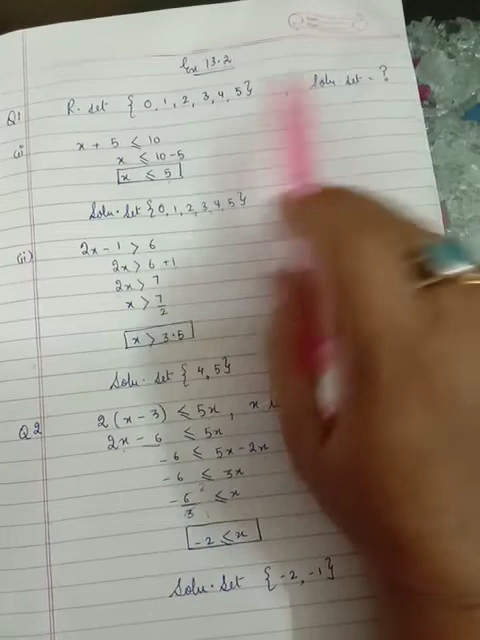 Ex 13.2
Q1 R. set {0, 1, 2, 3, 4, 5} , Solu set = ?
(i) x + 5 ⩽ 10
x ⩽ 10 - 5
x ⩽ 5
Solu. Set {0, 1, 2, 3, 4, 5}
(ii) 2x - 1 > 6
2x > 6 + 1
2x > 7
x > 7/2
x > 3.5
Solu. set {4, 5}
Q2 2(x - 3) ⩽ 5x , x
2x - 6 ⩽ 5x
-6 ⩽ 5x - 2x
-6 ⩽ 3x
-6/3 ⩽ x
-2 ⩽ x
Solu. Set {-2, -1}